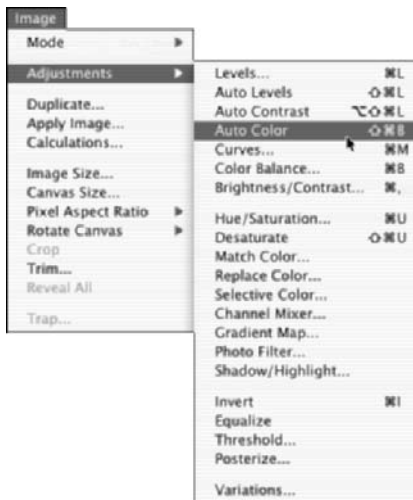 Image
Mode
Adjustments
Duplicate...
Apply Image...
Calculations...
Image Size...
Canvas Size...
Pixel Aspect Ratio
Rotate Canvas
Crop
Trim...
Reveal All
Trap...
Levels... ⌘L
Auto Levels ⇧⌘L
Auto Contrast ⌥⇧⌘L
Auto Color ⇧⌘B
Curves... ⌘M
Color Balance... ⌘B
Brightness/Contrast... ⌘,
Hue/Saturation... ⌘U
Desaturate ⇧⌘U
Match Color...
Replace Color...
Selective Color...
Channel Mixer...
Gradient Map...
Photo Filter...
Shadow/Highlight...
Invert ⌘I
Equalize
Threshold...
Posterize...
Variations...